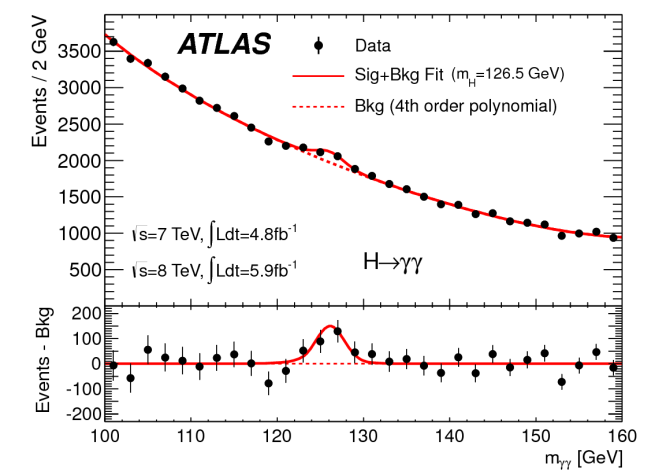 ATLAS
Data
Sig+Bkg Fit (mH=126.5 GeV)
Bkg (4th order polynomial)
Events / 2 GeV
3500
3000
2500
2000
1500
1000
500
√s=7 TeV, ∫Ldt=4.8fb-1
√s=8 TeV, ∫Ldt=5.9fb-1
H→γγ
Events - Bkg
200
100
0
-100
-200
100 110 120 130 140 150 160
mγγ [GeV]